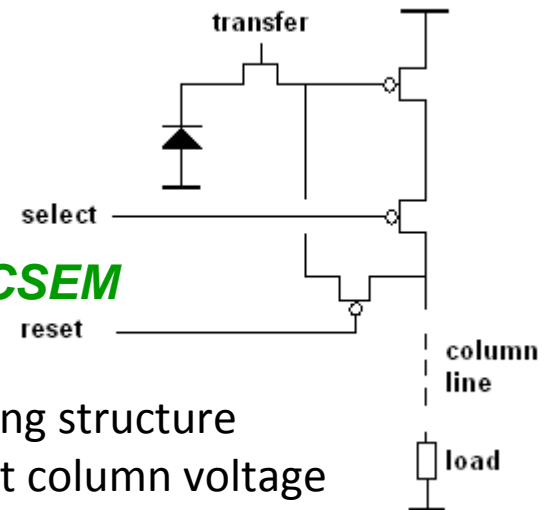 transfer
select
CSEM
reset
column
line
ng structure
t column voltage
load